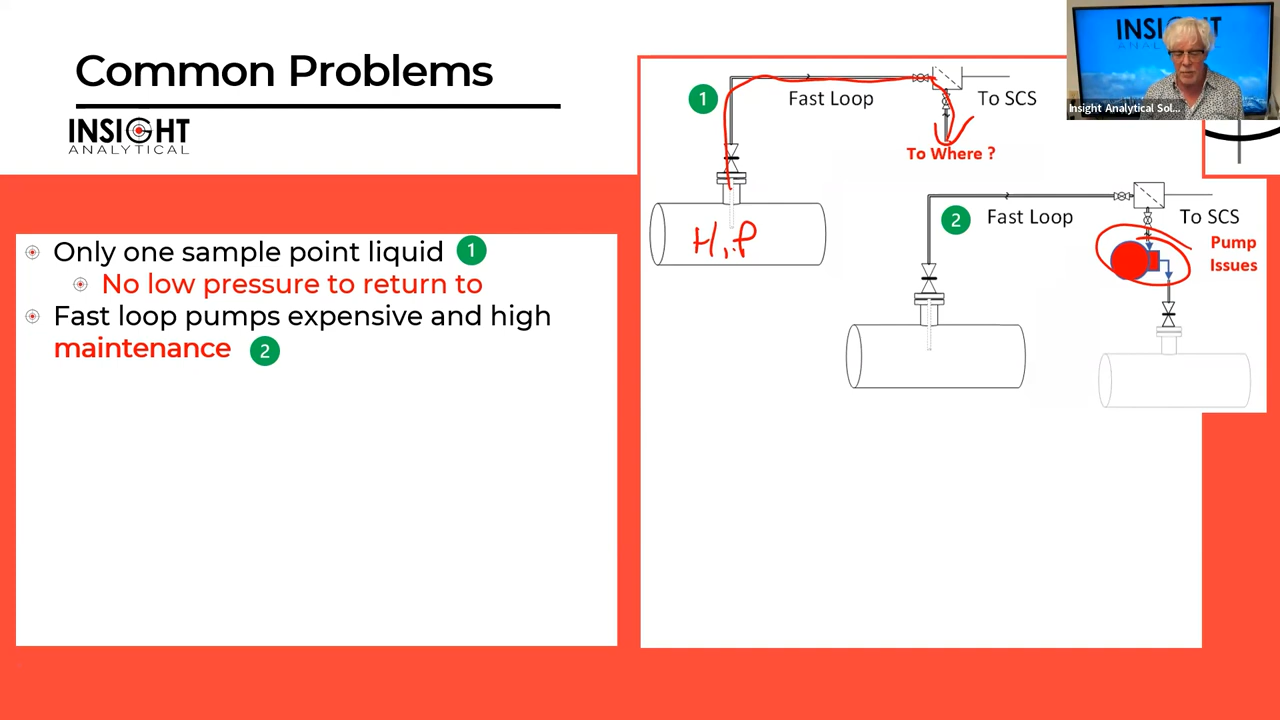 Common Problems
INSIGHT
ANALYTICAL
Only one sample point liquid 1
No low pressure to return to
Fast loop pumps expensive and high
maintenance 2
1
Fast Loop
To SCS
To Where ?
H.P
2
Fast Loop
To SCS
Pump
Issues
INSIGHT
ANALYTICAL
Insight Analytical Sol...